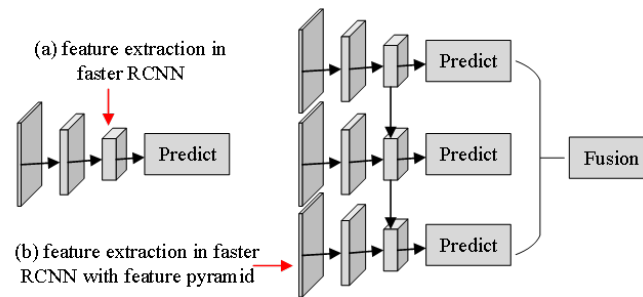 (a) feature extraction in
faster RCNN
Predict
(b) feature extraction in faster
RCNN with feature pyramid
Predict
Predict
Predict
Fusion